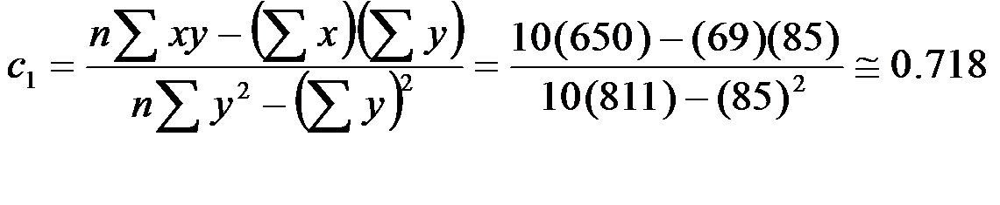 c₁ = (n∑xy − (∑x)(∑y)) / (n∑y² − (∑y)²) = (10(650) − (69)(85)) / (10(811) − (85)²) ≅ 0.718